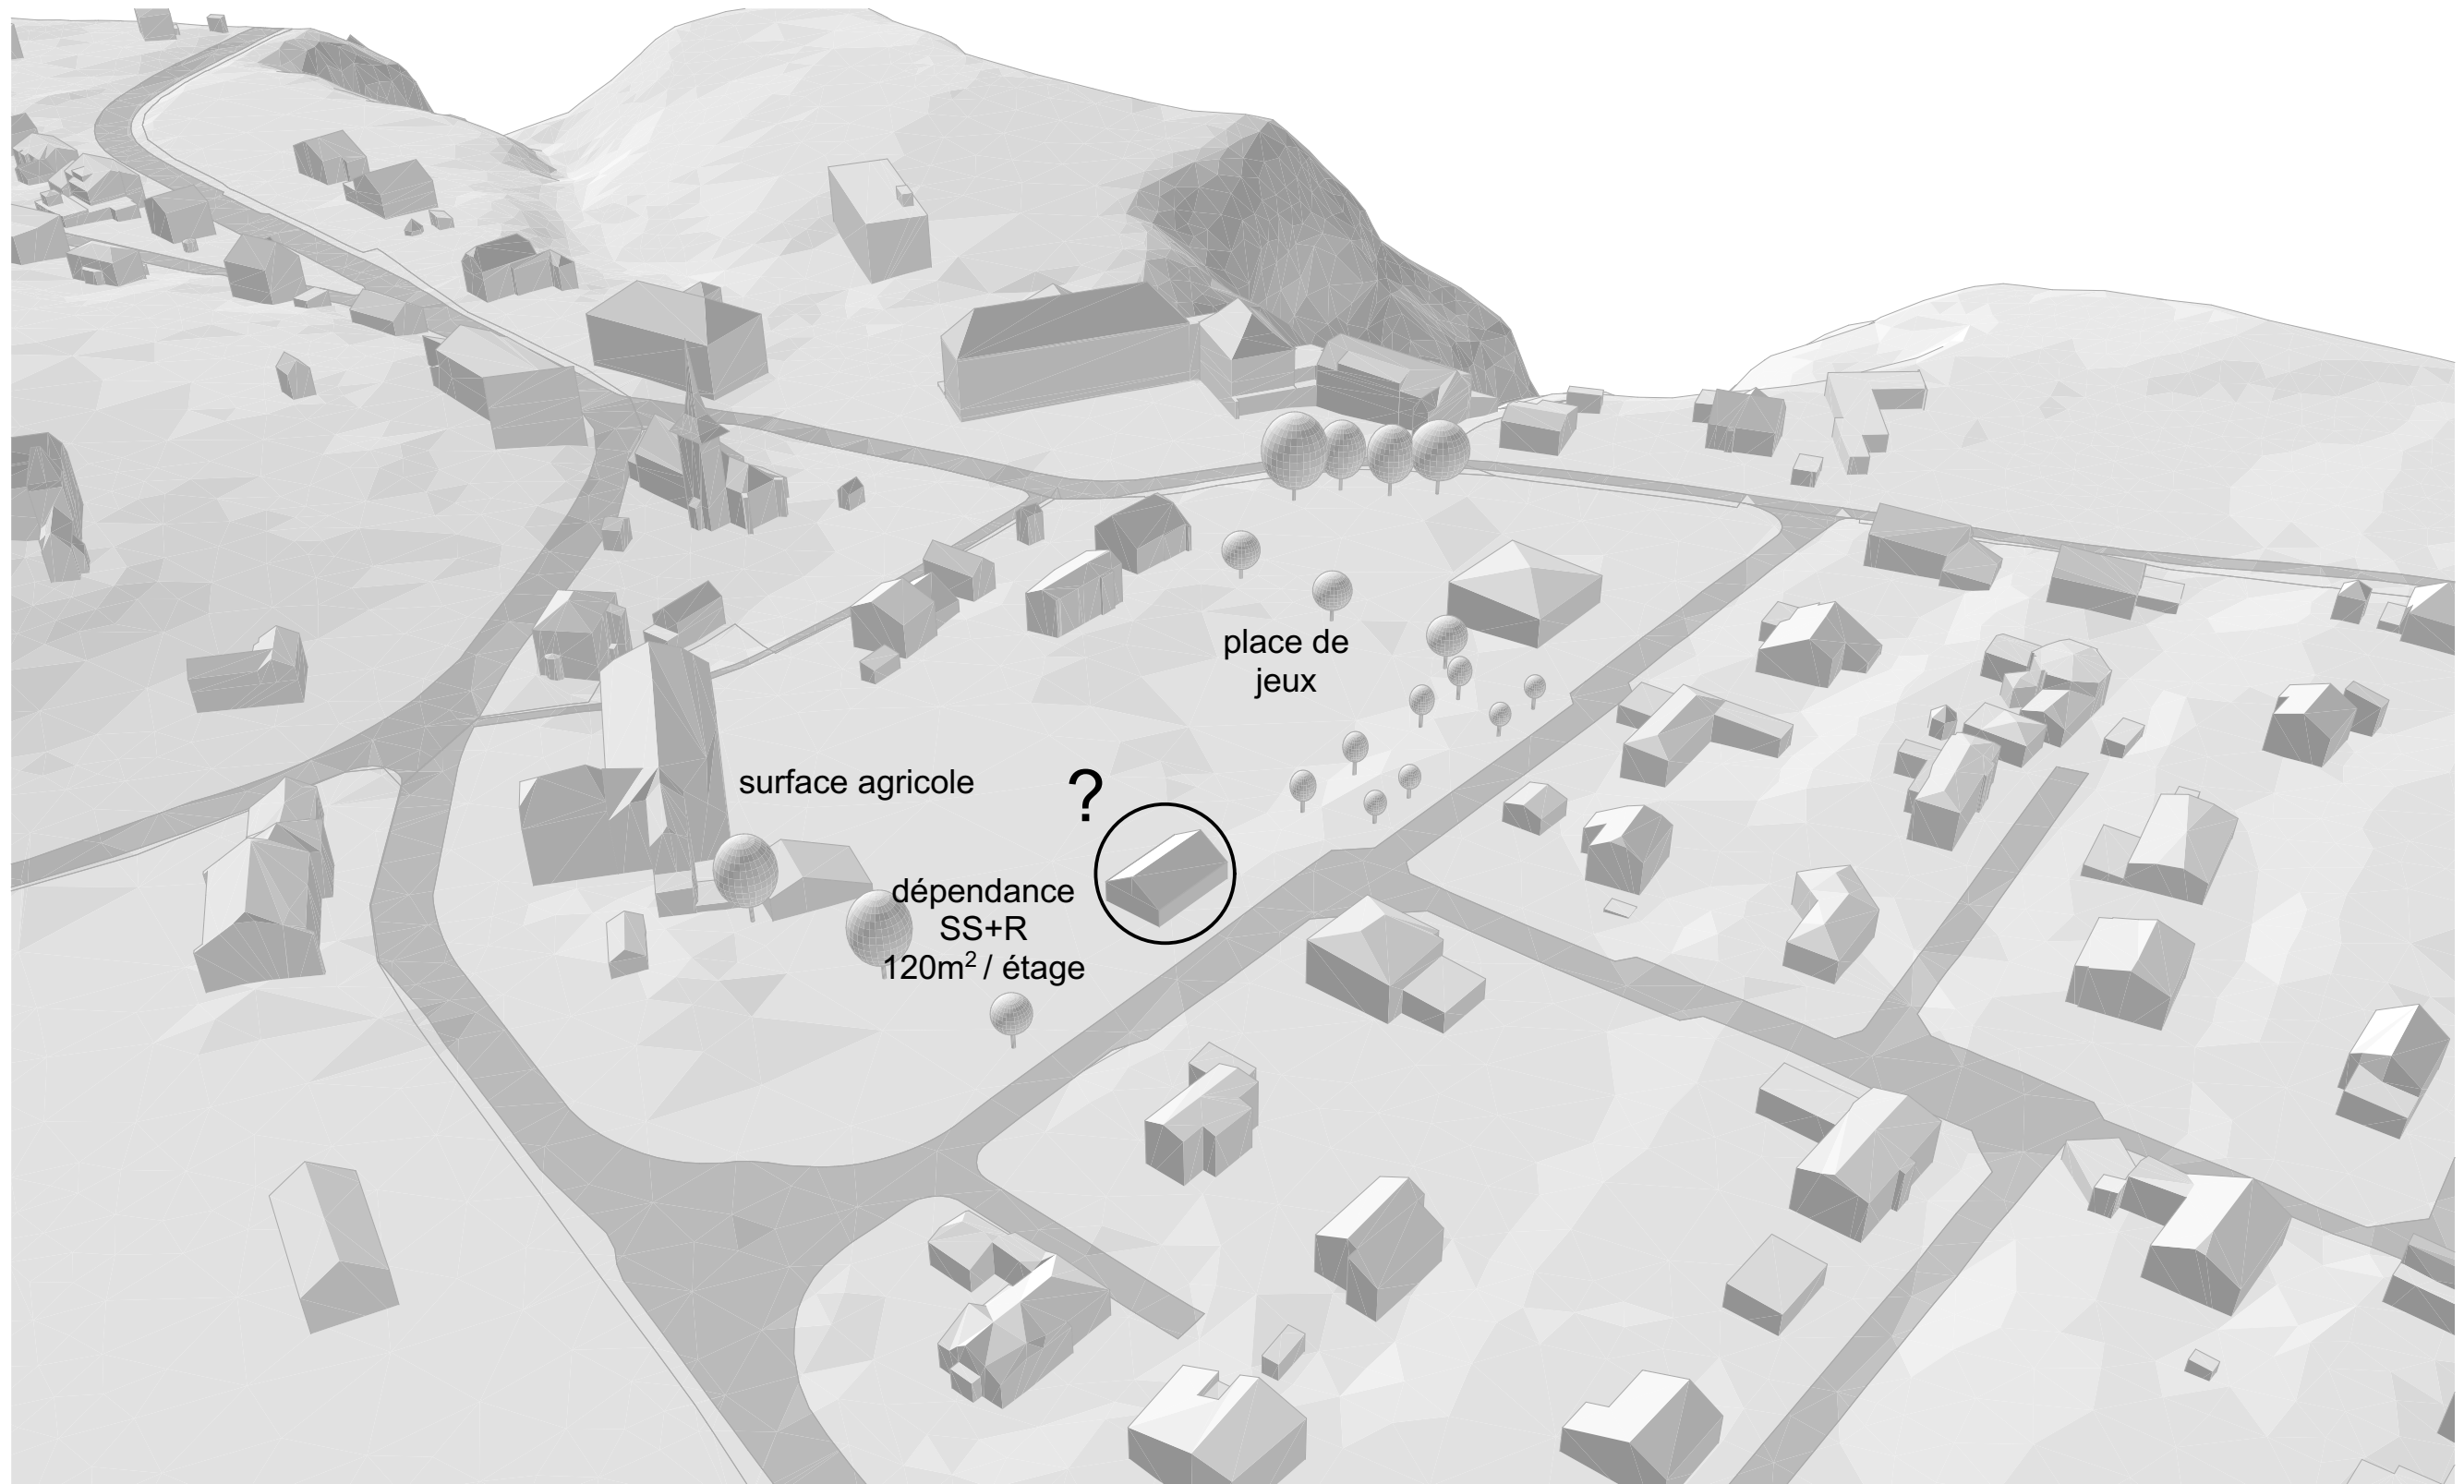 place de
jeux
surface agricole
?
dépendance
SS+R
120m² / étage